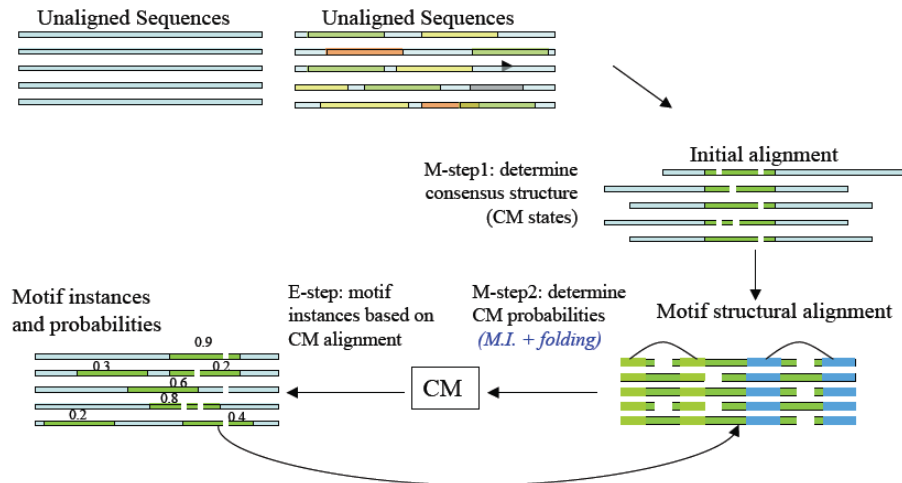 Unaligned Sequences
Unaligned Sequences
Initial alignment
M-step1: determine
consensus structure
(CM states)
Motif instances
and probabilities
E-step: motif
instances based on
CM alignment
M-step2: determine
CM probabilities
(M.I. + folding)
Motif structural alignment
0.9
0.3
0.2
0.6
0.8
0.2
0.4
CM